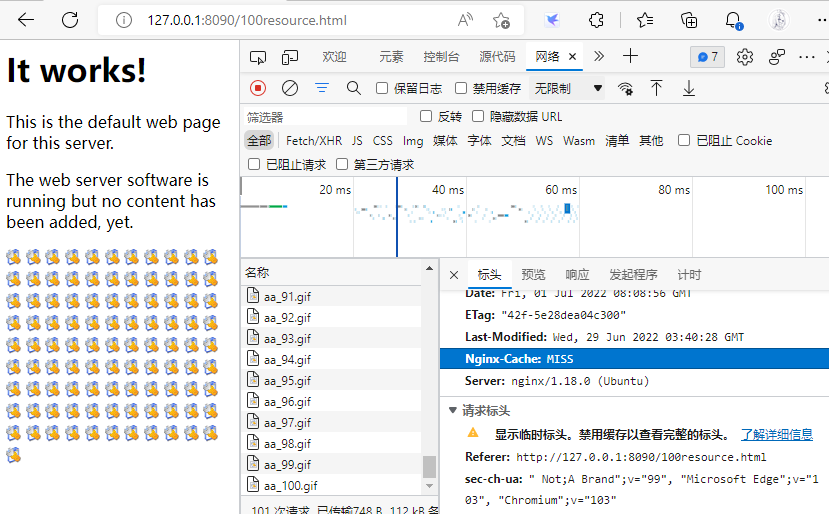 127.0.0.1:8090/100resource.html
It works!
This is the default web page
for this server.
The web server software is
running but no content has
been added, yet.
欢迎 元素 控制台 源代码 网络 7
保留日志 禁用缓存 无限制
筛选器 反转 隐藏数据 URL
全部 Fetch/XHR JS CSS Img 媒体 字体 文档 WS Wasm 清单 其他 已阻止 Cookie
已阻止请求 第三方请求
20 ms 40 ms 60 ms 80 ms 100 ms
名称
aa_91.gif
aa_92.gif
aa_93.gif
aa_94.gif
aa_95.gif
aa_96.gif
aa_97.gif
aa_98.gif
aa_99.gif
aa_100.gif
101 次请求 已传输748 B 112 kB
标头 预览 响应 发起程序 计时
Date: Fri, 01 Jul 2022 08:08:56 GMT
ETag: "42f-5e28dea04c300"
Last-Modified: Wed, 29 Jun 2022 03:40:28 GMT
Nginx-Cache: MISS
Server: nginx/1.18.0 (Ubuntu)
请求标头
显示临时标头。禁用缓存以查看完整的标头。 了解详细信息
Referer: http://127.0.0.1:8090/100resource.html
sec-ch-ua: " Not;A Brand";v="99", "Microsoft Edge";v="1
03", "Chromium";v="103"